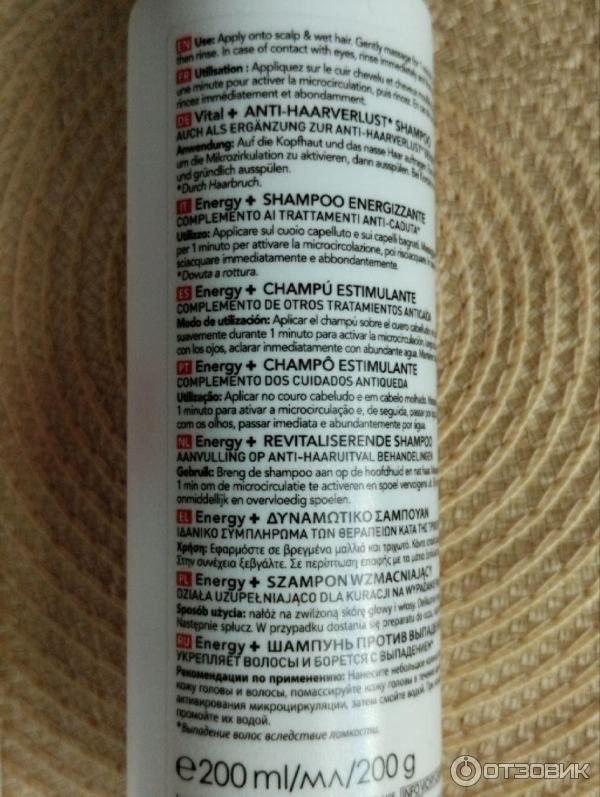 EN Use: Apply onto scalp & wet hair. Gently massage for 1
then rinse. In case of contact with eyes, rinse immediately
FR Utilisation : Appliquez sur le cuir chevelu et cheveux
une minute pour activer la microcirculation, puis rincez. En
rincez immédiatement et abondamment.
DE Vital + ANTI-HAARVERLUST* SHAMPOO
AUCH ALS ERGÄNZUNG ZUR ANTI-HAARVERLUST*
Anwendung: Auf die Kopfhaut und das nasse Haar
um die Mikrozirkulation zu aktivieren, dann ausspülen. Bei
und gründlich ausspülen.
*Durch Haarbruch.
IT Energy + SHAMPOO ENERGIZZANTE
COMPLEMENTO AI TRATTAMENTI ANTI-CADUTA*
Utilizzo: Applicare sul cuoio capelluto e sui capelli bagnati.
per 1 minuto per attivare la microcircolazione, poi risciacquare. In
sciacquare immediatamente e abbondantemente.
*Dovuta a rottura.
ES Energy + CHAMPÚ ESTIMULANTE
COMPLEMENTO DE OTROS TRATAMIENTOS ANTICAÍDA
Modo de utilización: Aplicar el champú sobre el cuero cabelludo
suavemente durante 1 minuto para activar la microcirculación,
con los ojos, aclarar inmediatamente con abundante agua.
PT Energy + CHAMPÔ ESTIMULANTE
COMPLEMENTO DOS CUIDADOS ANTIQUEDA
Utilização: Aplicar no couro cabeludo e em cabelo molhado.
1 minuto para ativar a microcirculação e, de seguida, passar por
com os olhos, passar imediata e abundantemente por água.
NL Energy + REVITALISERENDE SHAMPOO
AANVULLING OP ANTI-HAARUITVAL BEHANDELINGEN
Gebruik: Breng de shampoo aan op de hoofdhuid en nat haar.
1 min om de microcirculatie te activeren en spoel vervolgens
onmiddellijk en overvloedig spoelen.
EL Energy + ΔΥΝΑΜΩΤΙΚΟ ΣΑΜΠΟΥΑΝ
ΙΔΑΝΙΚΟ ΣΥΜΠΛΗΡΩΜΑ ΤΩΝ ΘΕΡΑΠΕΙΩΝ ΚΑΤΑ ΤΗΣ
Χρήση: Εφαρμόστε σε βρεγμένα μαλλιά και τριχωτό. Κάντε
Στην συνέχεια ξεβγάλτε. Σε περίπτωση επαφής με τα μάτια
PL Energy + SZAMPON WZMACNIAJĄCY
DZIAŁA UZUPEŁNIAJĄCO DLA KURACJI NA WYPADANIE
Sposób użycia: nałóż na zwilżoną skórę głowy i włosy. Delikatnie
Następnie spłucz. W przypadku dostania się preparatu do oczu,
RU Energy + ШАМПУНЬ ПРОТИВ ВЫПАДЕНИЯ
УКРЕПЛЯЕТ ВОЛОСЫ И БОРЕТСЯ С ВЫПАДЕНИЕМ*
Рекомендации по применению: Нанесите небольшое
кожу головы и волосы, помассируйте кожу головы в течение
активирования микроциркуляции, затем смойте водой. При
промойте их водой.
*Выпадение волос вследствие ломкости.
℮200 ml/мл/200 g
ОТЗОВИК